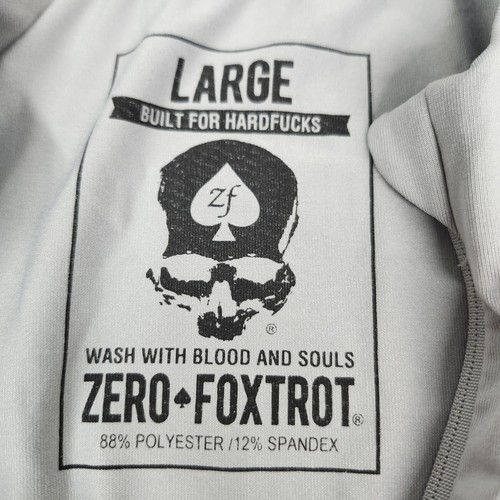 LARGE
BUILT FOR HARDFUCKS
zf
®
WASH WITH BLOOD AND SOULS
ZERO♠FOXTROT®
88% POLYESTER /12% SPANDEX